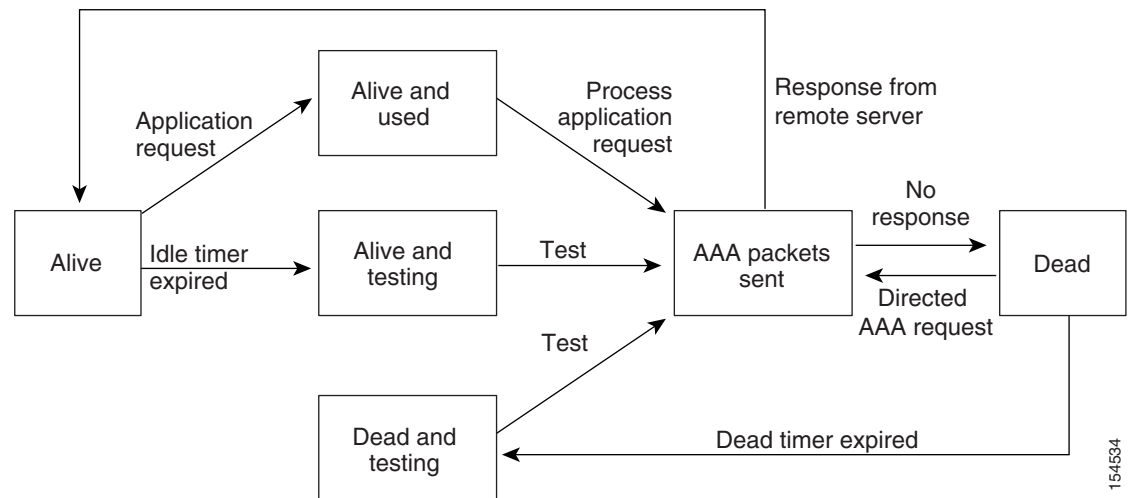 Alive and
used
Application
request
Process
application
request
Response from
remote server
Alive
Idle timer
expired
Alive and
testing
Test
AAA packets
sent
No
response
Directed
AAA request
Dead
Test
Dead and
testing
Dead timer expired
154534